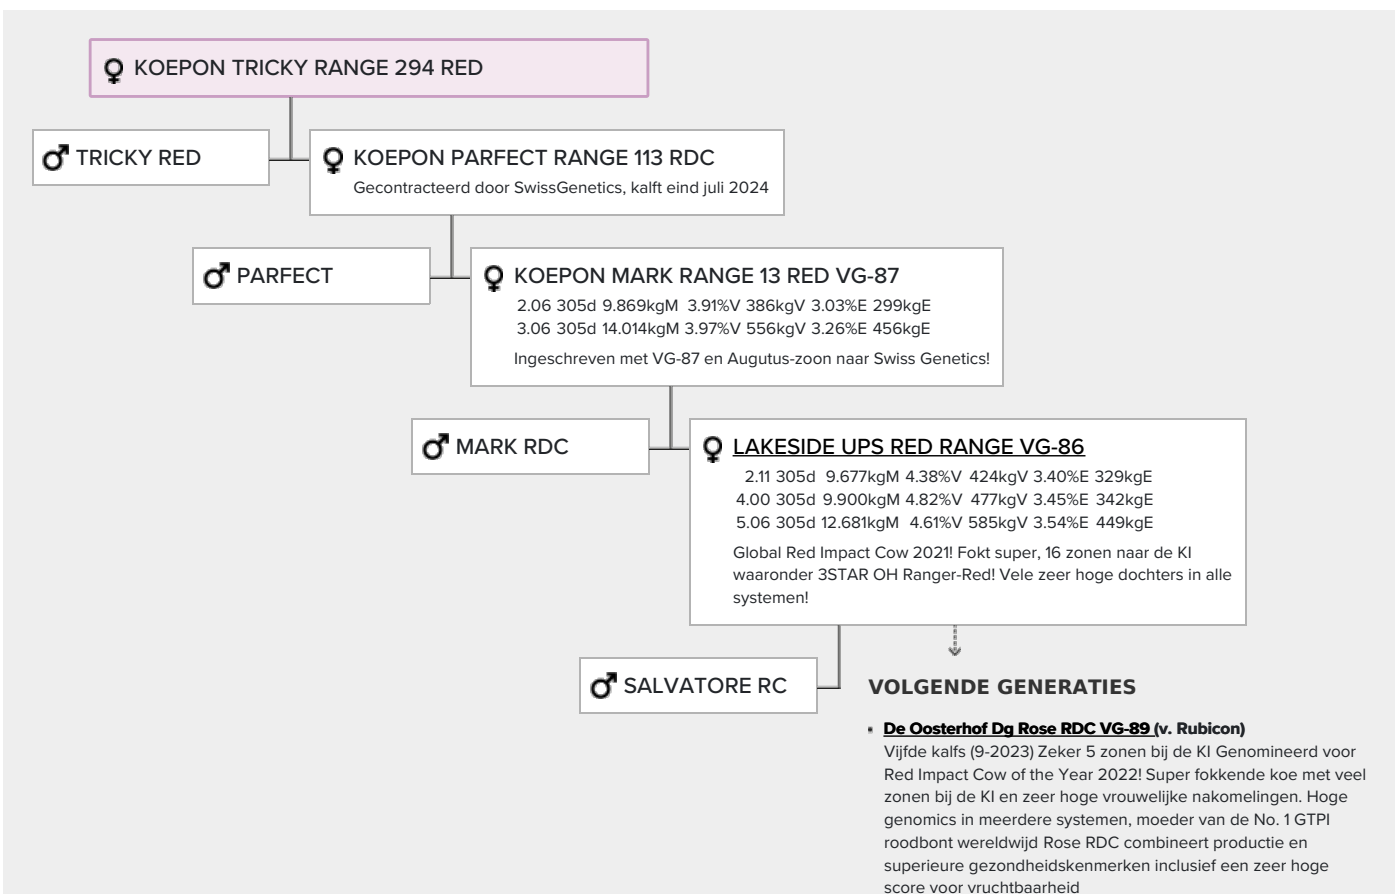 KOEPON TRICKY RANGE 294 RED
TRICKY RED
KOEPON PARFECT RANGE 113 RDC
Gecontracteerd door SwissGenetics, kalft eind juli 2024
PARFECT
KOEPON MARK RANGE 13 RED VG-87
2.06 305d 9.869kgM 3.91%V 386kgV 3.03%E 299kgE
3.06 305d 14.014kgM 3.97%V 556kgV 3.26%E 456kgE
Ingeschreven met VG-87 en Augutus-zoon naar Swiss Genetics!
MARK RDC
LAKESIDE UPS RED RANGE VG-86
2.11 305d 9.677kgM 4.38%V 424kgV 3.40%E 329kgE
4.00 305d 9.900kgM 4.82%V 477kgV 3.45%E 342kgE
5.06 305d 12.681kgM 4.61%V 585kgV 3.54%E 449kgE
Global Red Impact Cow 2021! Fokt super, 16 zonen naar de KI
waaronder 3STAR OH Ranger-Red! Vele zeer hoge dochters in alle
systemen!
SALVATORE RC
VOLGENDE GENERATIES
De Oosterhof Dg Rose RDC VG-89 (v. Rubicon)
Vijfde kalfs (9-2023) Zeker 5 zonen bij de KI Genomineerd voor
Red Impact Cow of the Year 2022! Super fokkende koe met veel
zonen bij de KI en zeer hoge vrouwelijke nakomelingen. Hoge
genomics in meerdere systemen, moeder van de No. 1 GTPI
roodbont wereldwijd Rose RDC combineert productie en
superieure gezondheidskenmerken inclusief een zeer hoge
score voor vruchtbaarheid